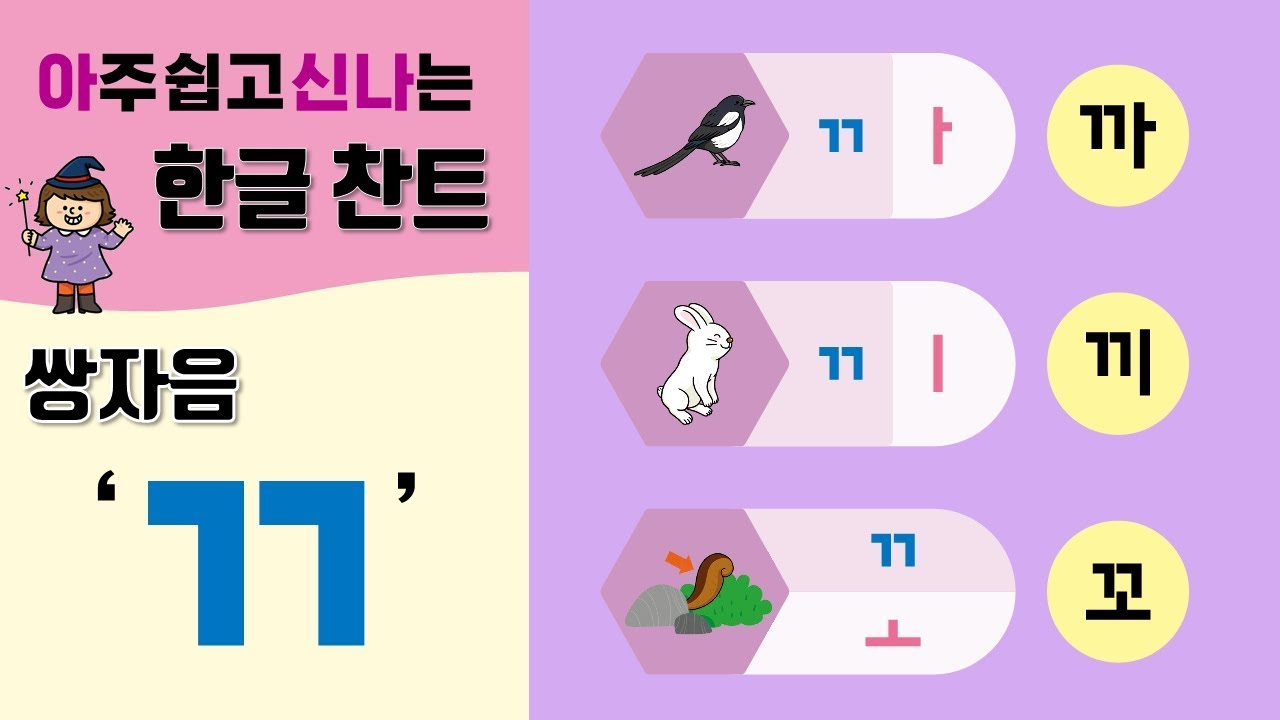 아주 쉽고 신나는
한글 찬트
쌍자음
‘ㄲ’
ㄲ ㅏ 까
ㄲ ㅣ 끼
ㄲ
ㅗ
꼬